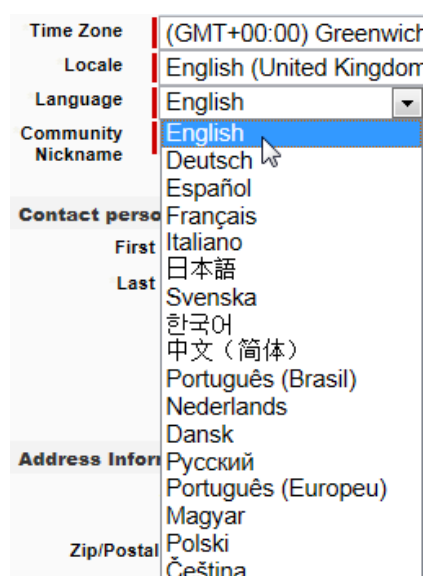 Time Zone (GMT+00:00) Greenwich
Locale English (United Kingdom
Language English
Community Nickname
English
Deutsch
Español
Contact perso
Français
First
Italiano
日本語
Last
Svenska
한국어
中文（简体）
Português (Brasil)
Nederlands
Dansk
Address Inform
Русский
Português (Europeu)
Magyar
Zip/Postal
Polski
Čeština